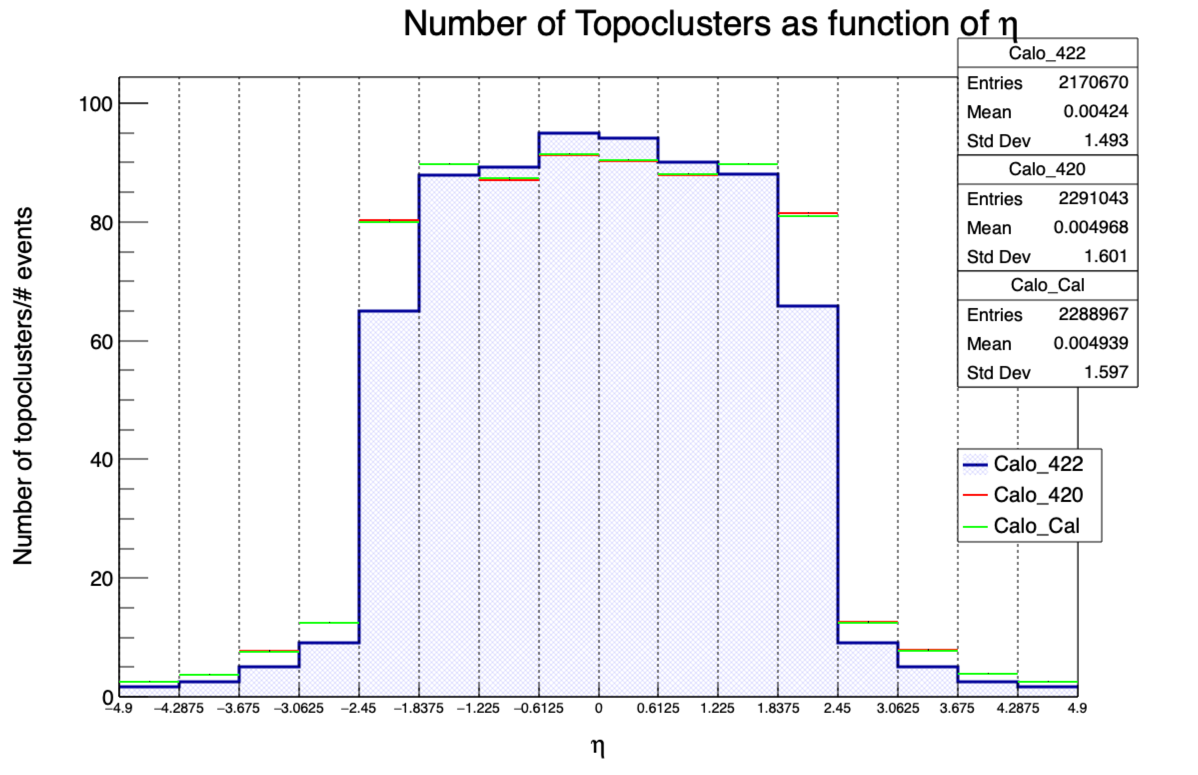 Number of Topoclusters as function of η
Calo_422
Entries 2170670
Mean 0.00424
Std Dev 1.493
Calo_420
Entries 2291043
Mean 0.004968
Std Dev 1.601
Calo_Cal
Entries 2288967
Mean 0.004939
Std Dev 1.597
Number of topoclusters/# events
100
80
60
40
20
0
Calo_422
Calo_420
Calo_Cal
−4.9 −4.2875 −3.675 −3.0625 −2.45 −1.8375 −1.225 −0.6125 0 0.6125 1.225 1.8375 2.45 3.0625 3.675 4.2875 4.9
η